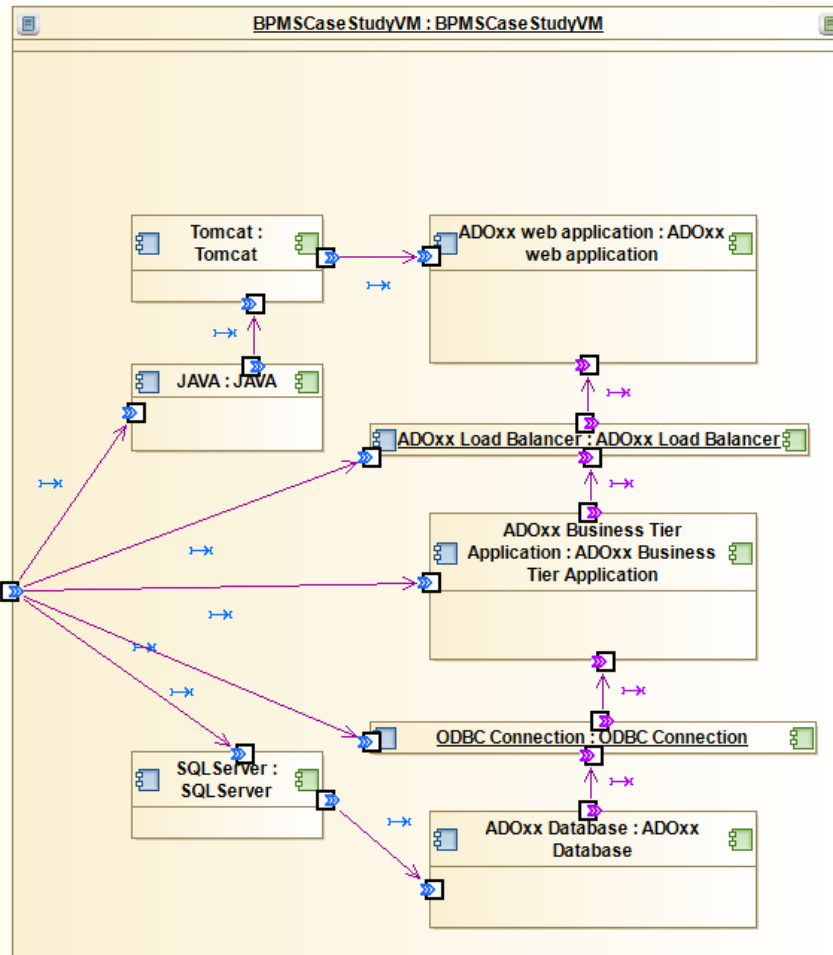 BPMSCaseStudyVM : BPMSCaseStudyVM
Tomcat :
Tomcat
ADOxx web application : ADOxx
web application
JAVA : JAVA
ADOxx Load Balancer : ADOxx Load Balancer
ADOxx Business Tier
Application : ADOxx Business
Tier Application
ODBC Connection : ODBC Connection
SQLServer :
SQLServer
ADOxx Database : ADOxx
Database